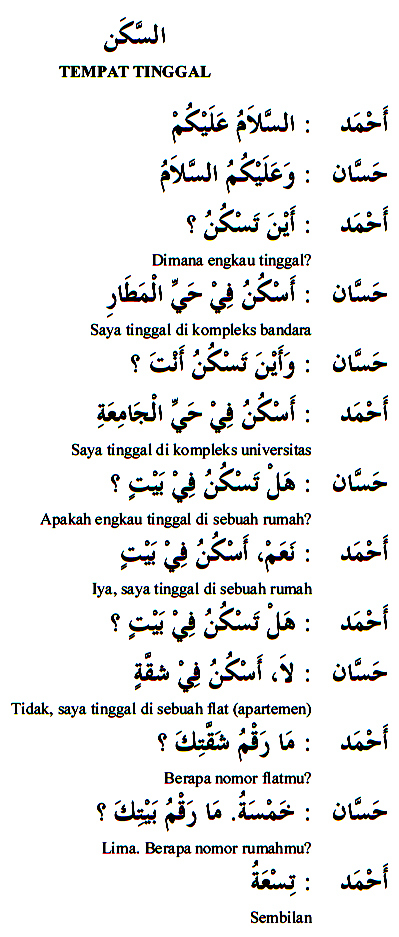 السَّكَن
TEMPAT TINGGAL
أَحْمَد : السَّلاَمُ عَلَيْكُمْ
حَسَّان : وَعَلَيْكُمُ السَّلاَمُ
أَحْمَد : أَيْنَ تَسْكُنُ ؟
Dimana engkau tinggal?
حَسَّان : أَسْكُنُ فِيْ حَيِّ الْمَطَارِ
Saya tinggal di kompleks bandara
حَسَّان : وَأَيْنَ تَسْكُنُ أَنْتَ ؟
أَحْمَد : أَسْكُنُ فِيْ حَيِّ الْجَامِعَةِ
Saya tinggal di kompleks universitas
حَسَّان : هَلْ تَسْكُنُ فِيْ بَيْتٍ ؟
Apakah engkau tinggal di sebuah rumah?
أَحْمَد : نَعَمْ، أَسْكُنُ فِيْ بَيْتٍ
Iya, saya tinggal di sebuah rumah
أَحْمَد : هَلْ تَسْكُنُ فِيْ بَيْتٍ ؟
حَسَّان : لاَ، أَسْكُنُ فِيْ شقَّةٍ
Tidak, saya tinggal di sebuah flat (apartemen)
أَحْمَد : مَا رَقْمُ شَقَّتِكَ ؟
Berapa nomor flatmu?
حَسَّان : خَمْسَةُ. مَا رَقْمُ بَيْتِكَ ؟
Lima. Berapa nomor rumahmu?
أَحْمَد : تِسْعَةُ
Sembilan